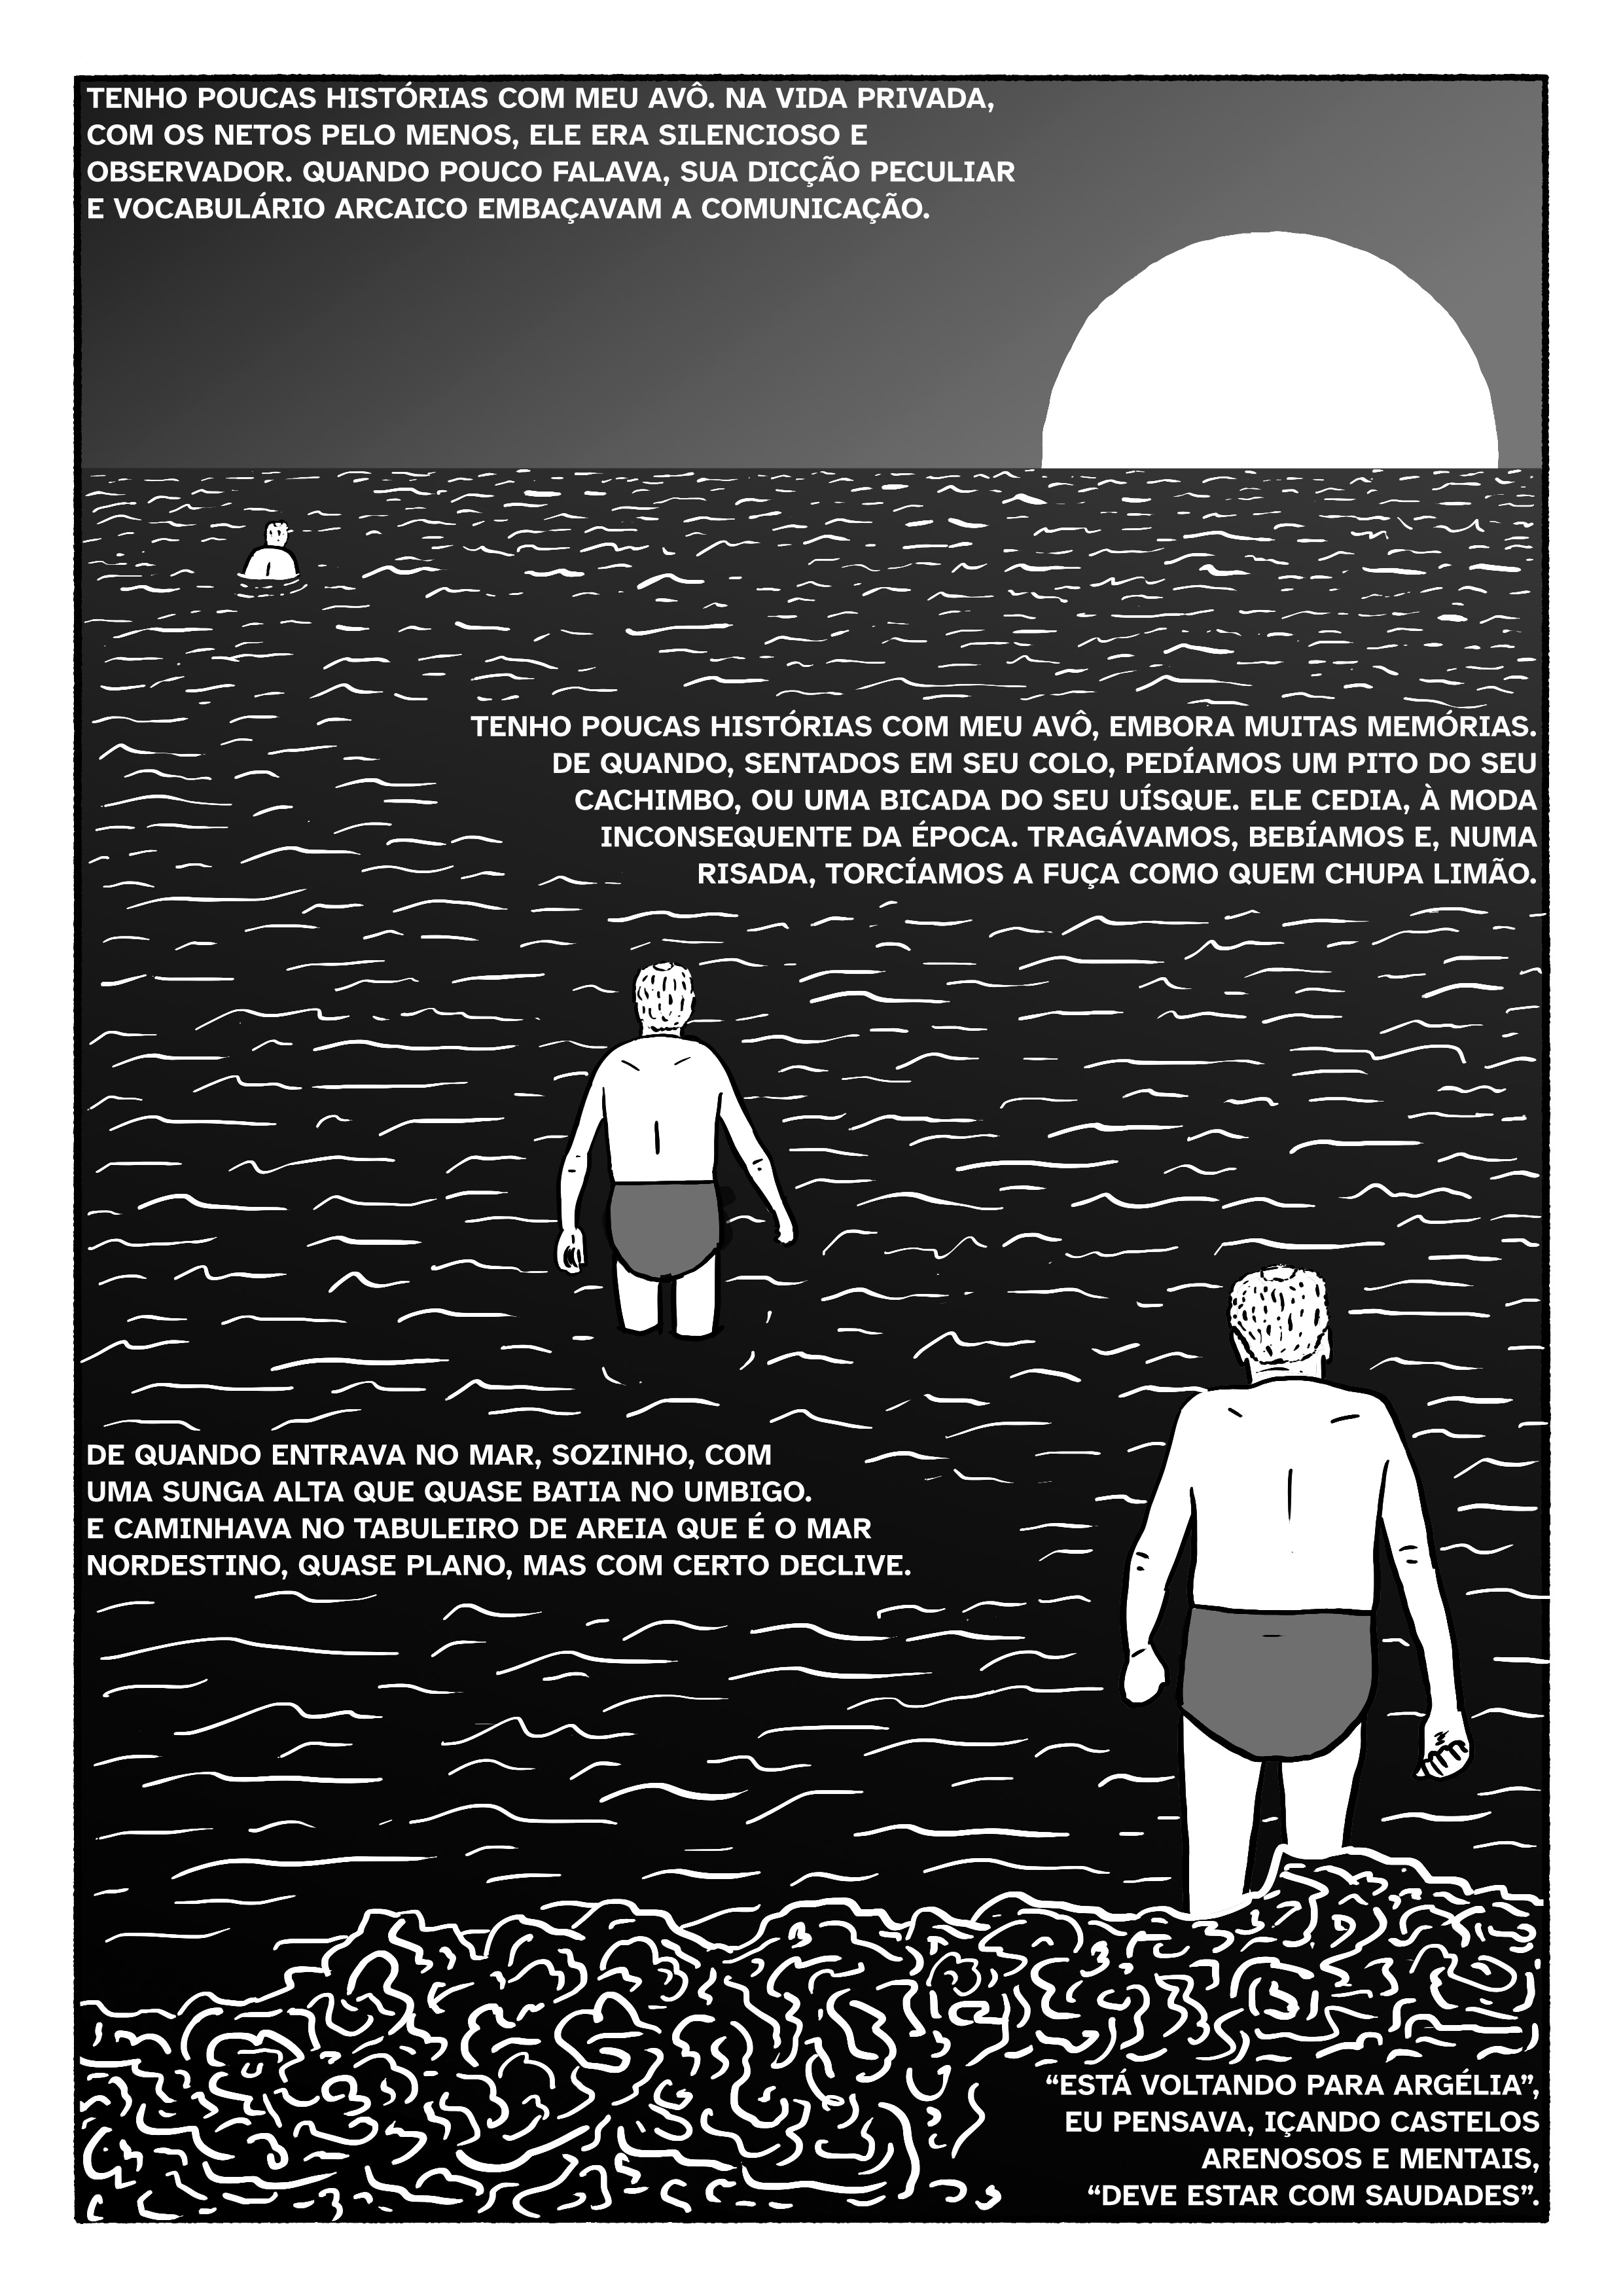 TENHO POUCAS HISTÓRIAS COM MEU AVÔ. NA VIDA PRIVADA,
COM OS NETOS PELO MENOS, ELE ERA SILENCIOSO E
OBSERVADOR. QUANDO POUCO FALAVA, SUA DICÇÃO PECULIAR
E VOCABULÁRIO ARCAICO EMBAÇAVAM A COMUNICAÇÃO.
TENHO POUCAS HISTÓRIAS COM MEU AVÔ, EMBORA MUITAS MEMÓRIAS.
DE QUANDO, SENTADOS EM SEU COLO, PEDÍAMOS UM PITO DO SEU
CACHIMBO, OU UMA BICADA DO SEU UÍSQUE. ELE CEDIA, À MODA
INCONSEQUENTE DA ÉPOCA. TRAGÁVAMOS, BEBÍAMOS E, NUMA
RISADA, TORCÍAMOS A FUÇA COMO QUEM CHUPA LIMÃO.
DE QUANDO ENTRAVA NO MAR, SOZINHO, COM
UMA SUNGA ALTA QUE QUASE BATIA NO UMBIGO.
E CAMINHAVA NO TABULEIRO DE AREIA QUE É O MAR
NORDESTINO, QUASE PLANO, MAS COM CERTO DECLIVE.
“ESTÁ VOLTANDO PARA ARGÉLIA”,
EU PENSAVA, IÇANDO CASTELOS
ARENOSOS E MENTAIS,
“DEVE ESTAR COM SAUDADES”.